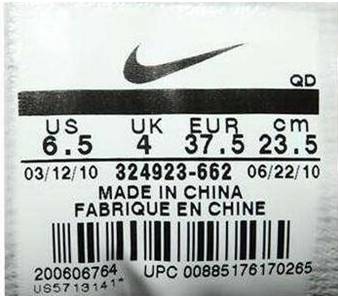 QD
US UK EUR cm
6.5 4 37.5 23.5
03/12/10 324923-662 06/22/10
MADE IN CHINA
FABRIQUE EN CHINE
200606764 UPC 00885176170265
US5713141*